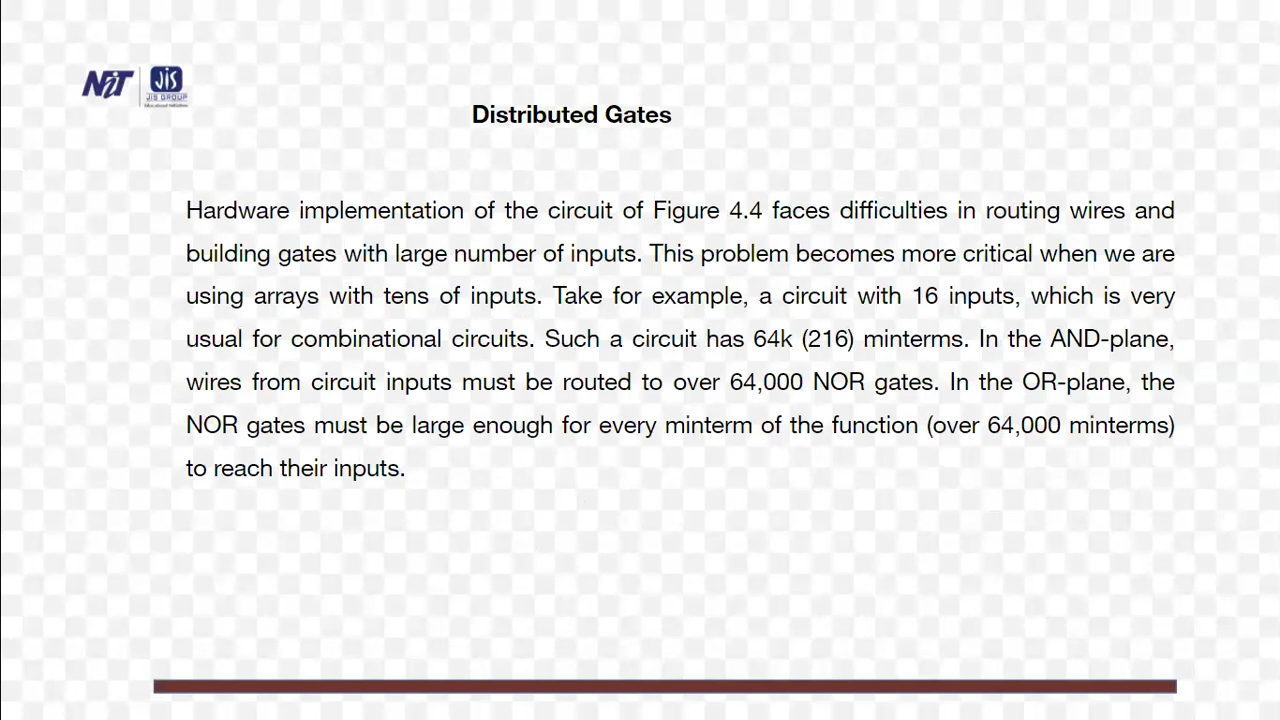 NiT
JIS
JIS GROUP
Educational Initiatives
Distributed Gates
Hardware implementation of the circuit of Figure 4.4 faces difficulties in routing wires and
building gates with large number of inputs. This problem becomes more critical when we are
using arrays with tens of inputs. Take for example, a circuit with 16 inputs, which is very
usual for combinational circuits. Such a circuit has 64k (216) minterms. In the AND-plane,
wires from circuit inputs must be routed to over 64,000 NOR gates. In the OR-plane, the
NOR gates must be large enough for every minterm of the function (over 64,000 minterms)
to reach their inputs.